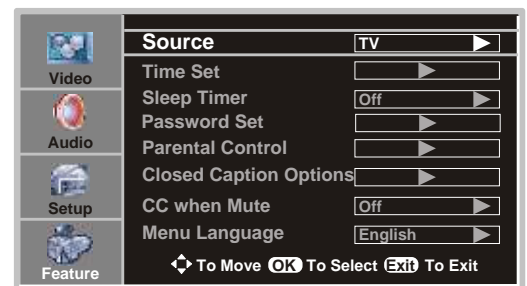 Video
Audio
Setup
Feature
Source TV
Time Set
Sleep Timer Off
Password Set
Parental Control
Closed Caption Options
CC when Mute Off
Menu Language English
To Move OK To Select Exit To Exit